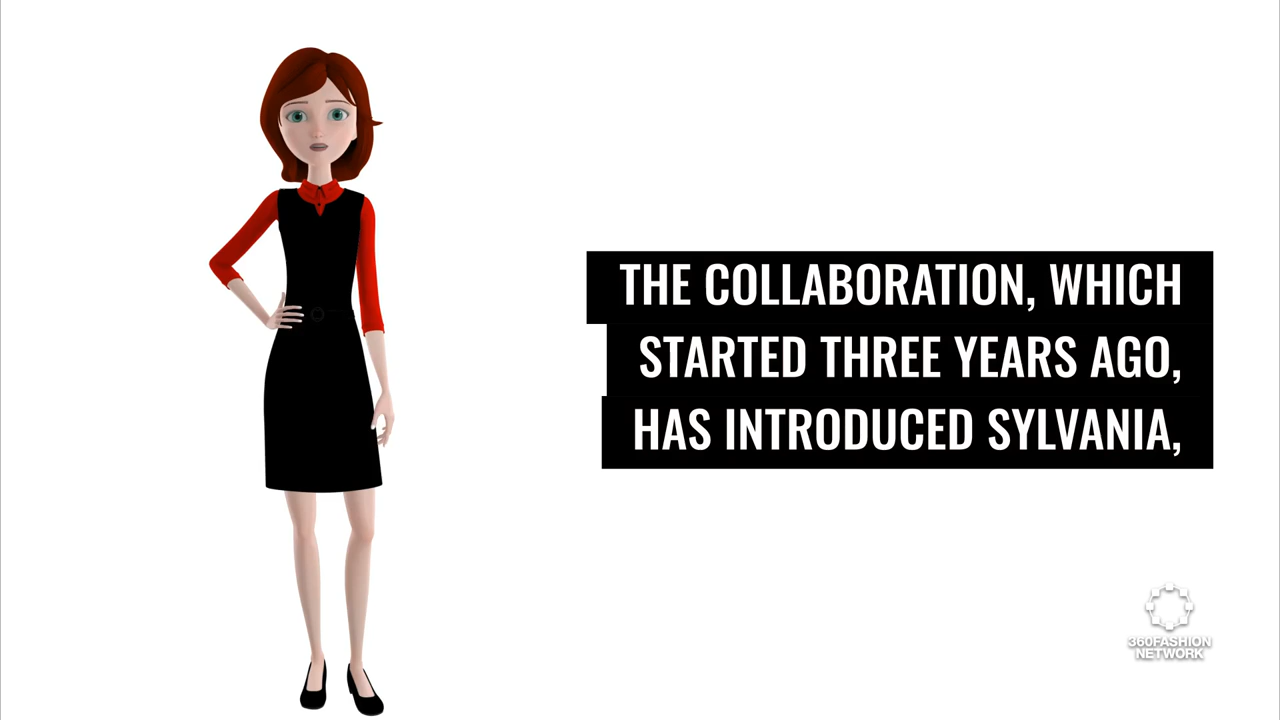 THE COLLABORATION, WHICH
STARTED THREE YEARS AGO,
HAS INTRODUCED SYLVANIA,
360FASHION
NETWORK